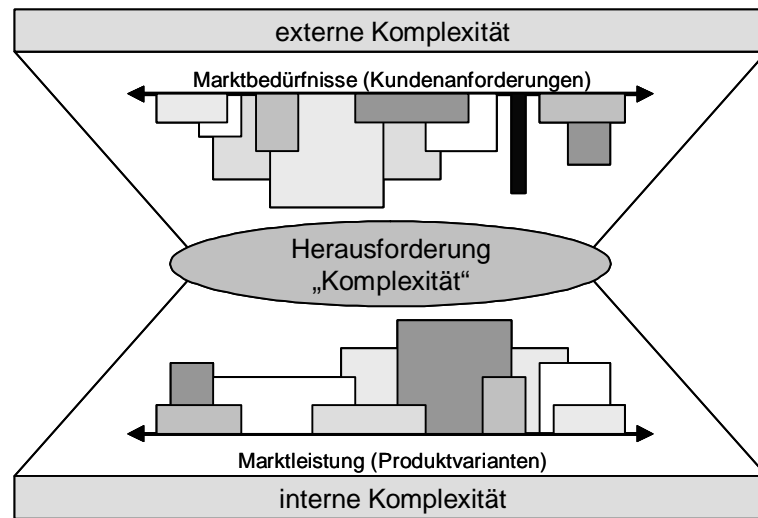 externe Komplexität
Marktbedürfnisse (Kundenanforderungen)
Herausforderung
„Komplexität“
Marktleistung (Produktvarianten)
interne Komplexität